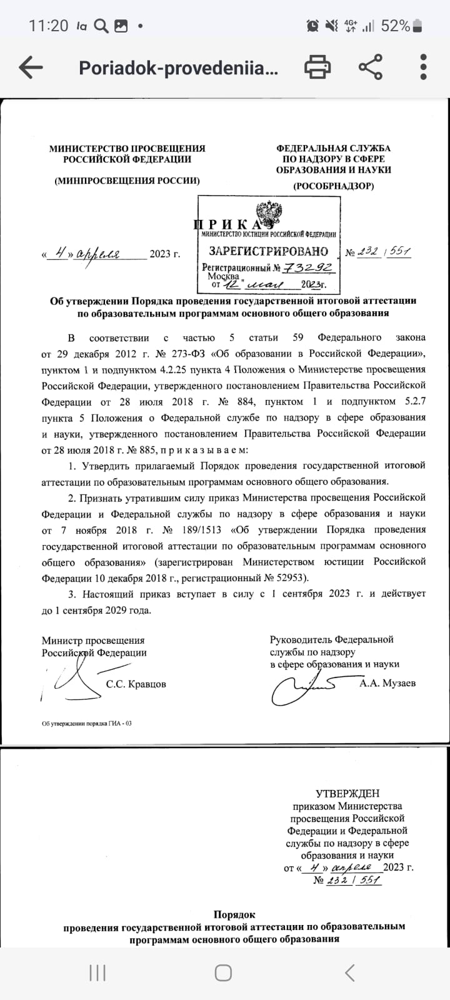 11:20 la
4G+ 52%
Poriadok-provedeniia...
МИНИСТЕРСТВО ПРОСВЕЩЕНИЯ
РОССИЙСКОЙ ФЕДЕРАЦИИ
(МИНПРОСВЕЩЕНИЯ РОССИИ)
ФЕДЕРАЛЬНАЯ СЛУЖБА
ПО НАДЗОРУ В СФЕРЕ
ОБРАЗОВАНИЯ И НАУКИ
(РОСОБРНАДЗОР)
ПРИКАЗ
МИНИСТЕРСТВО ЮСТИЦИИ РОССИЙСКОЙ ФЕДЕРАЦИИ
ЗАРЕГИСТРИРОВАНО
Регистрационный № 73292
Москва
от "12" мая 2023г.
« 4 » апреля 2023 г.
№ 232 / 551
Об утверждении Порядка проведения государственной итоговой аттестации
по образовательным программам основного общего образования
В соответствии с частью 5 статьи 59 Федерального закона
от 29 декабря 2012 г. № 273-ФЗ «Об образовании в Российской Федерации»,
пунктом 1 и подпунктом 4.2.25 пункта 4 Положения о Министерстве просвещения
Российской Федерации, утвержденного постановлением Правительства Российской
Федерации от 28 июля 2018 г. № 884, пунктом 1 и подпунктом 5.2.7
пункта 5 Положения о Федеральной службе по надзору в сфере образования
и науки, утвержденного постановлением Правительства Российской Федерации
от 28 июля 2018 г. № 885, п р и к а з ы в а е м:
1. Утвердить прилагаемый Порядок проведения государственной итоговой
аттестации по образовательным программам основного общего образования.
2. Признать утратившим силу приказ Министерства просвещения Российской
Федерации и Федеральной службы по надзору в сфере образования и науки
от 7 ноября 2018 г. № 189/1513 «Об утверждении Порядка проведения
государственной итоговой аттестации по образовательным программам основного
общего образования» (зарегистрирован Министерством юстиции Российской
Федерации 10 декабря 2018 г., регистрационный № 52953).
3. Настоящий приказ вступает в силу с 1 сентября 2023 г. и действует
до 1 сентября 2029 года.
Министр просвещения
Российской Федерации
С.С. Кравцов
Руководитель Федеральной
службы по надзору
в сфере образования и науки
А.А. Музаев
Об утверждении порядка ГИА - 03
УТВЕРЖДЕН
приказом Министерства
просвещения Российской
Федерации и Федеральной
службы по надзору в сфере
образования и науки
от « 4 » апреля 2023 г.
№ 232 / 551
Порядок
проведения государственной итоговой аттестации по образовательным
программам основного общего образования